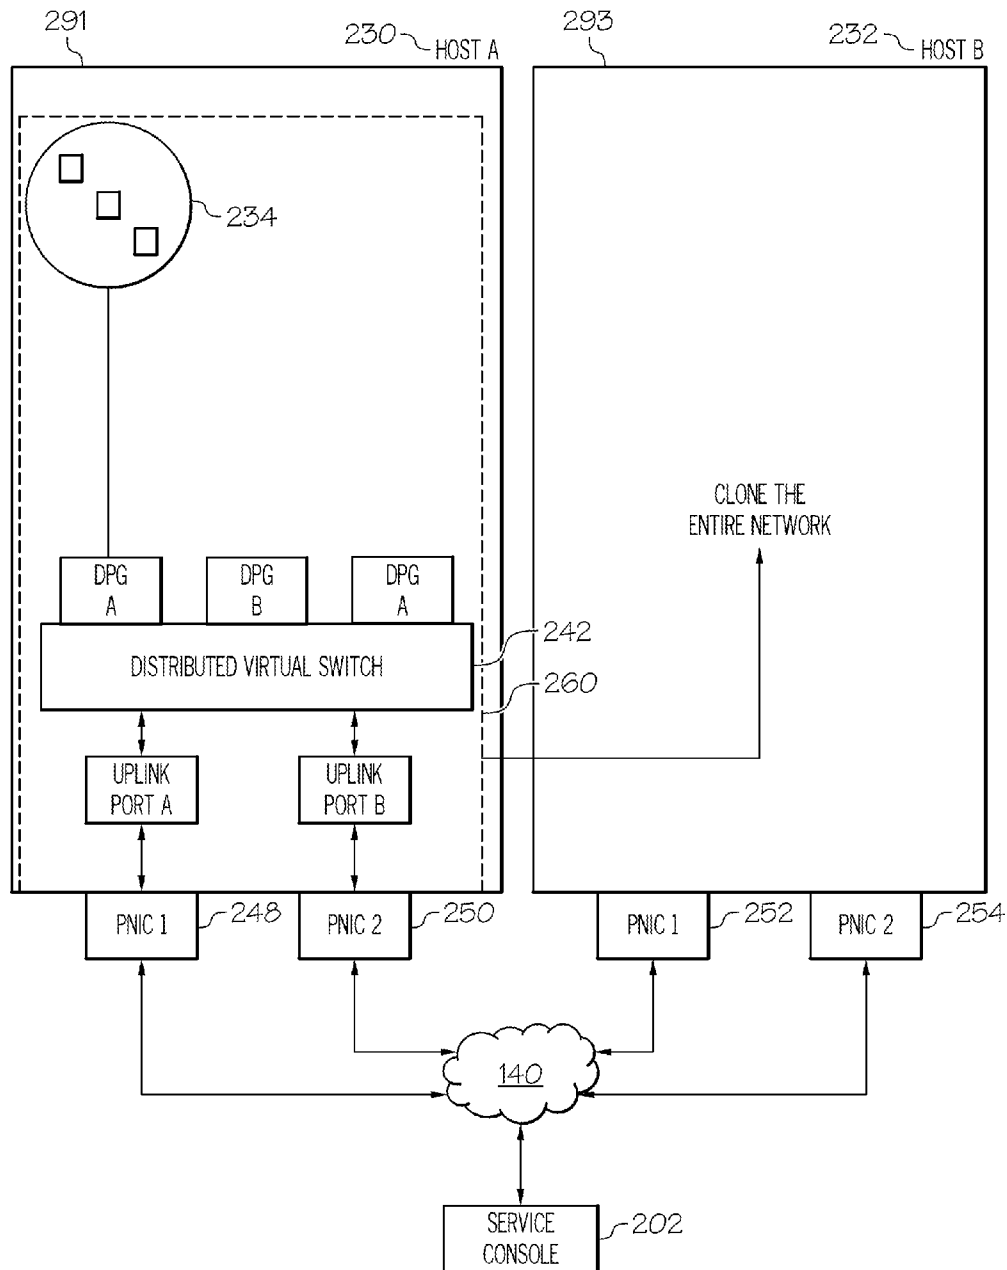 291
230 HOST A
293
232 HOST B
234
CLONE THE
ENTIRE NETWORK
DPG
A
DPG
B
DPG
A
242
DISTRIBUTED VIRTUAL SWITCH
260
UPLINK
PORT A
UPLINK
PORT B
PNIC 1
248
PNIC 2
250
PNIC 1
252
PNIC 2
254
140
SERVICE
CONSOLE
202